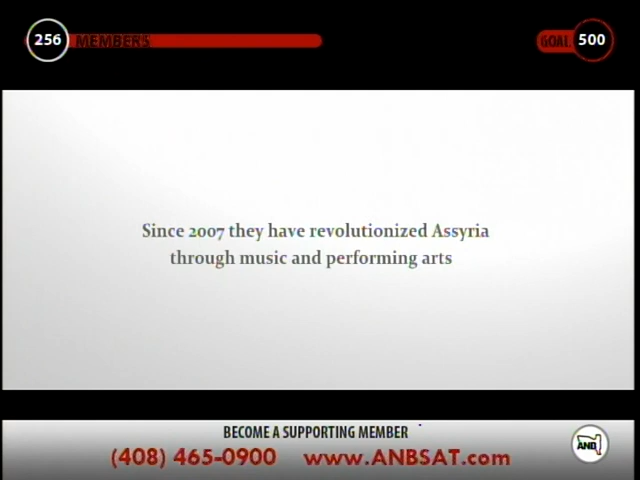 256 MEMBERS
GOAL 500
Since 2007 they have revolutionized Assyria
through music and performing arts
BECOME A SUPPORTING MEMBER
(408) 465-0900 www.ANBSAT.com
ANB